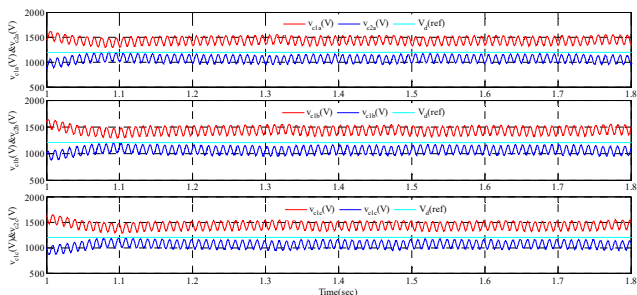 v_c1a(V) v_c2a(V) V_d(ref)
v_c1a(V)&v_c2a(V)
2000
1500
1000
500
1 1.1 1.2 1.3 1.4 1.5 1.6 1.7 1.8
v_c1b(V) v_c1b(V) V_d(ref)
v_c1b(V)&v_c2b(V)
2000
1500
1000
500
1 1.1 1.2 1.3 1.4 1.5 1.6 1.7 1.8
v_c1c(V) v_c1c(V) V_d(ref)
v_c1c(V)&v_c2c(V)
2000
1500
1000
500
1 1.1 1.2 1.3 1.4 1.5 1.6 1.7 1.8
Time(sec)